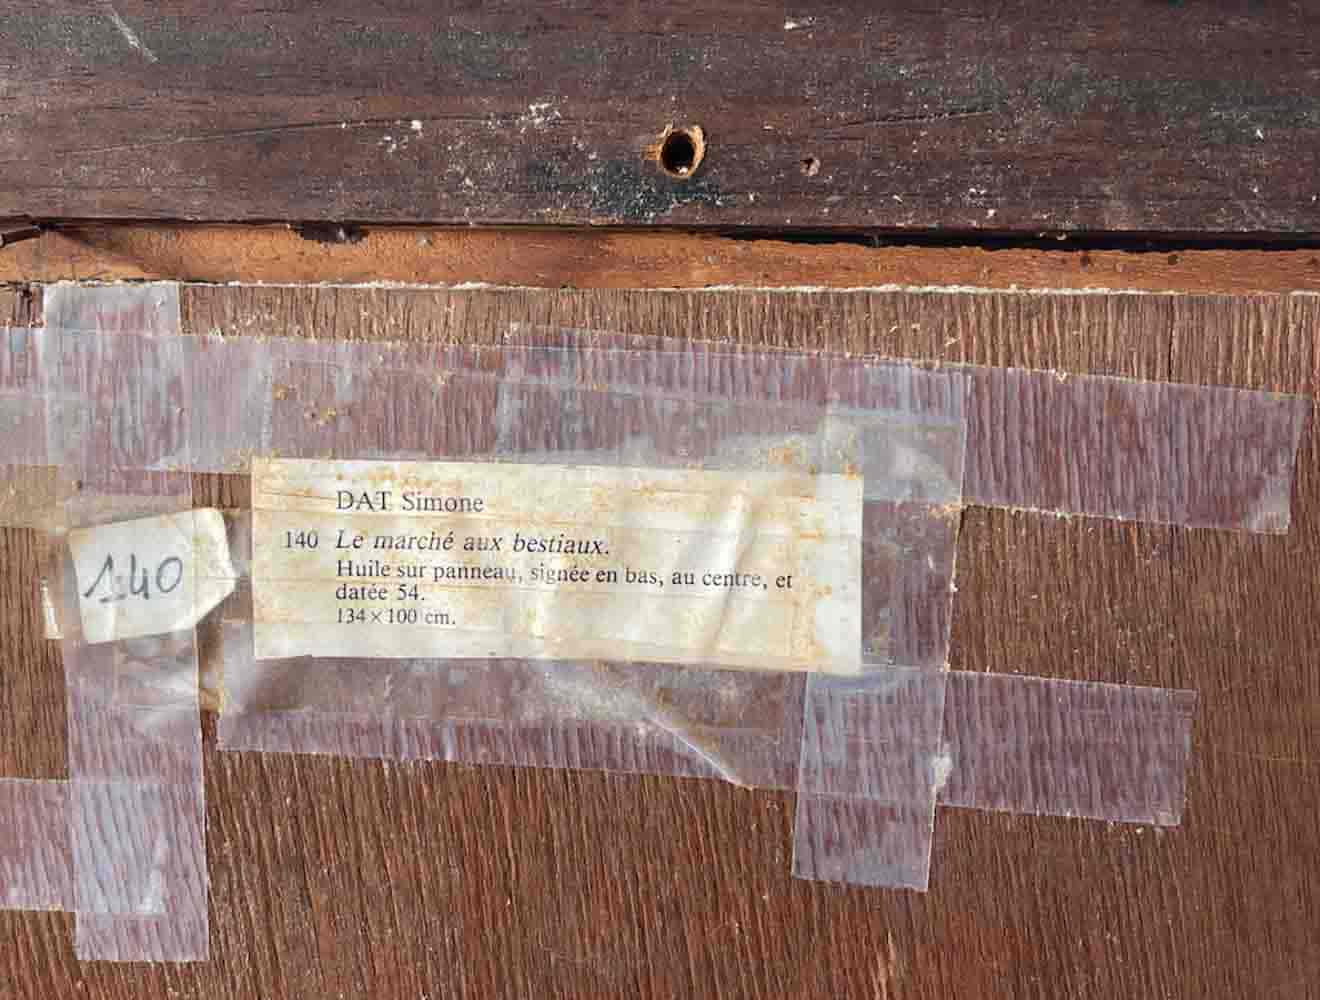 DAT Simone
140 Le marché aux bestiaux.
Huile sur panneau, signée en bas, au centre, et
datée 54.
134 × 100 cm.
140